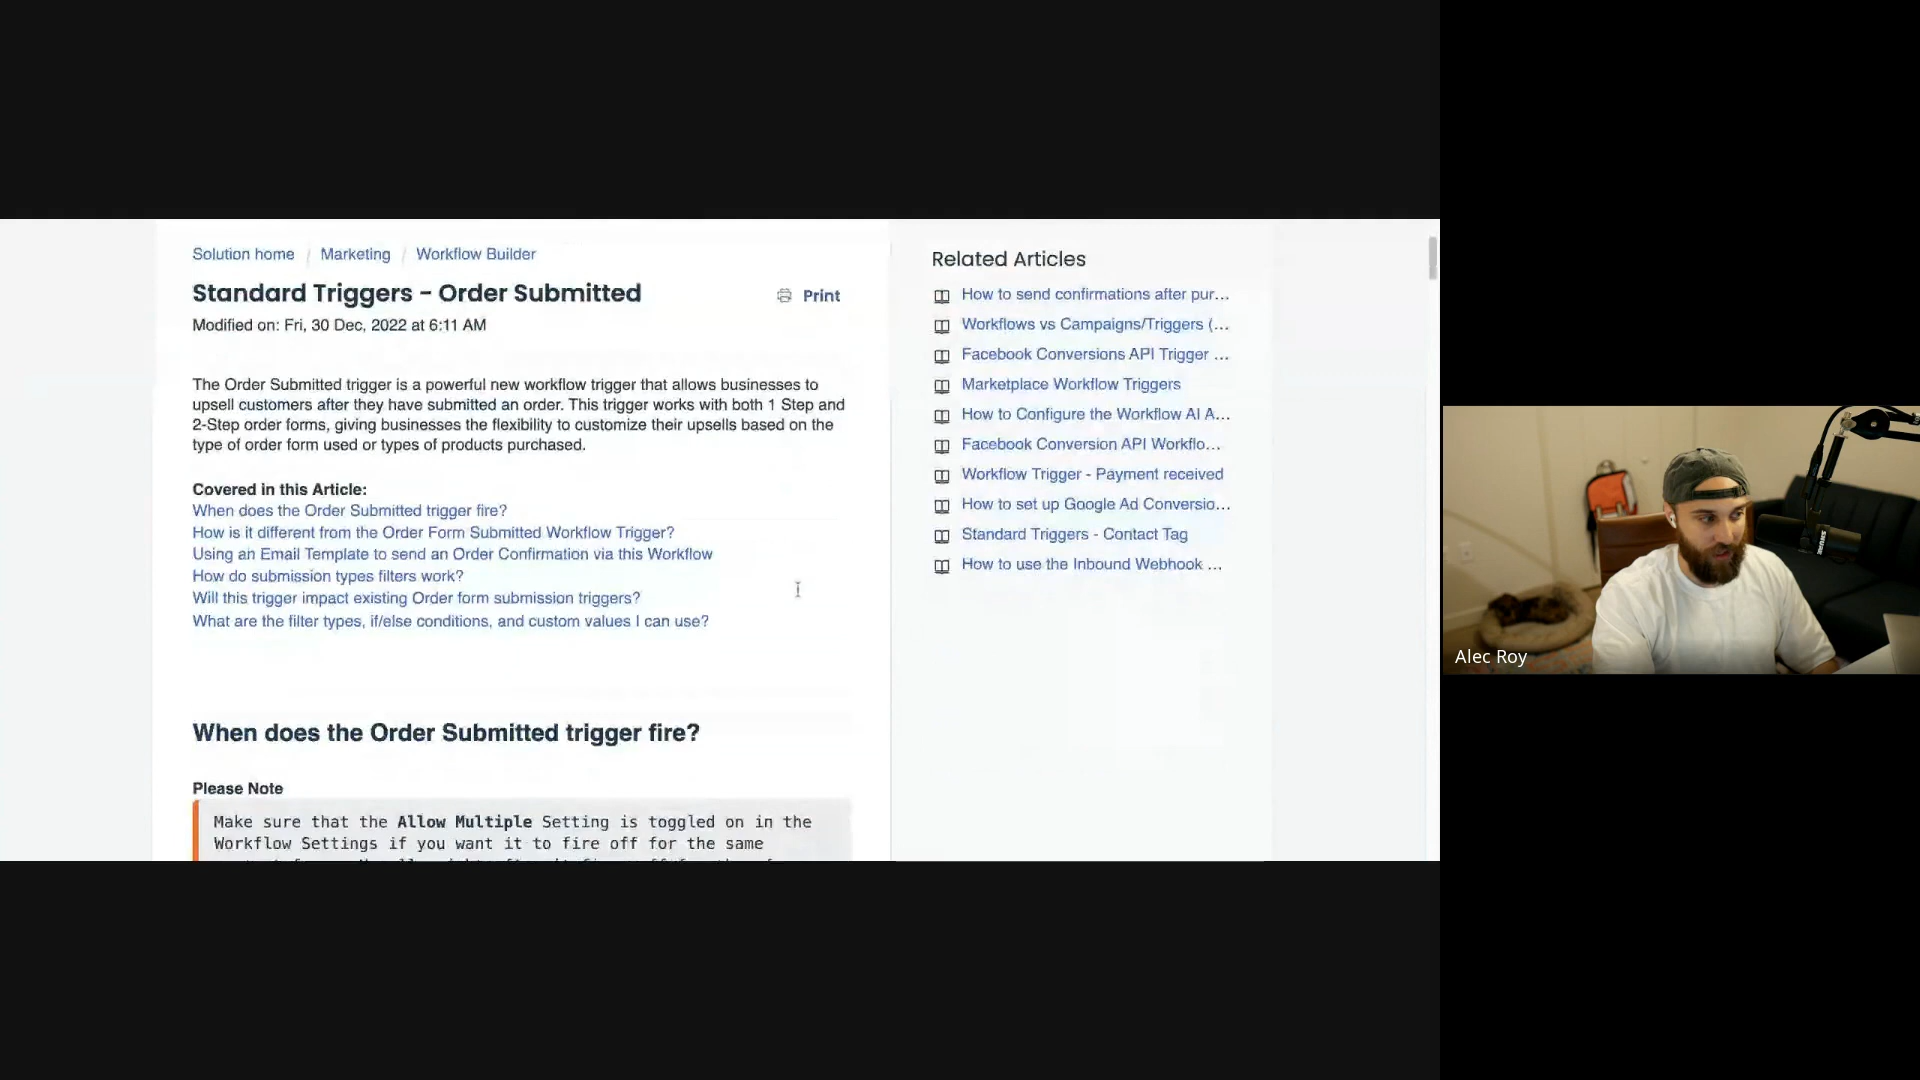 Solution home / Marketing / Workflow Builder
Standard Triggers - Order Submitted
Print
Modified on: Fri, 30 Dec, 2022 at 6:11 AM
The Order Submitted trigger is a powerful new workflow trigger that allows businesses to
upsell customers after they have submitted an order. This trigger works with both 1 Step and
2-Step order forms, giving businesses the flexibility to customize their upsells based on the
type of order form used or types of products purchased.
Covered in this Article:
When does the Order Submitted trigger fire?
How is it different from the Order Form Submitted Workflow Trigger?
Using an Email Template to send an Order Confirmation via this Workflow
How do submission types filters work?
Will this trigger impact existing Order form submission triggers?
What are the filter types, if/else conditions, and custom values I can use?
When does the Order Submitted trigger fire?
Please Note
Make sure that the Allow Multiple Setting is toggled on in the
Workflow Settings if you want it to fire off for the same
Related Articles
How to send confirmations after pur...
Workflows vs Campaigns/Triggers (...
Facebook Conversions API Trigger ...
Marketplace Workflow Triggers
How to Configure the Workflow AI A...
Facebook Conversion API Workflo...
Workflow Trigger - Payment received
How to set up Google Ad Conversio...
Standard Triggers - Contact Tag
How to use the Inbound Webhook ...
Alec Roy